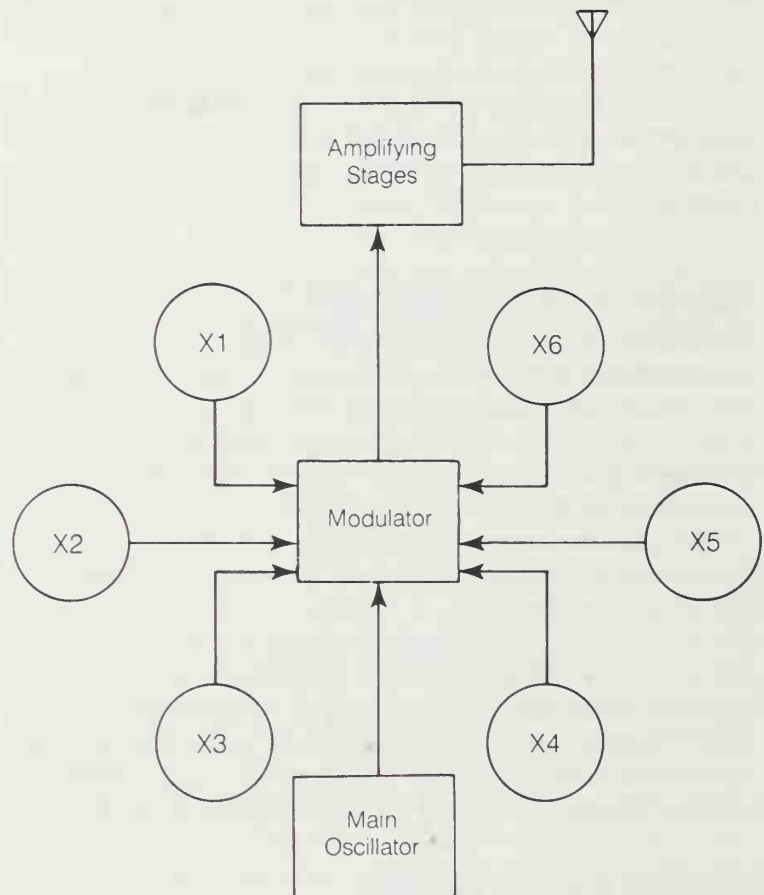 Amplifying
Stages
X1
X6
Modulator
X2
X5
X3
X4
Main
Oscillator